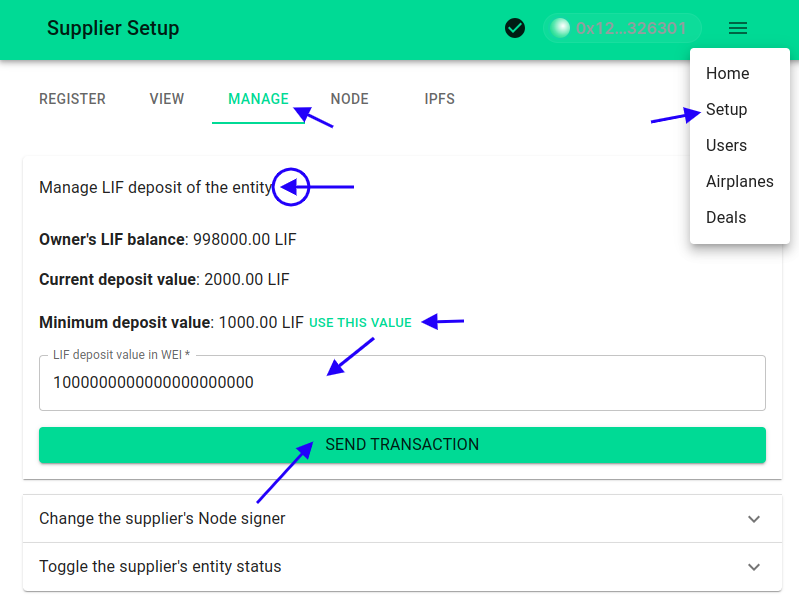 Supplier Setup
0x12...326301
Home
Setup
Users
Airplanes
Deals
REGISTER VIEW MANAGE NODE IPFS
Manage LIF deposit of the entity
Owner's LIF balance: 998000.00 LIF
Current deposit value: 2000.00 LIF
Minimum deposit value: 1000.00 LIF USE THIS VALUE
LIF deposit value in WEI *
1000000000000000000000
SEND TRANSACTION
Change the supplier's Node signer
Toggle the supplier's entity status